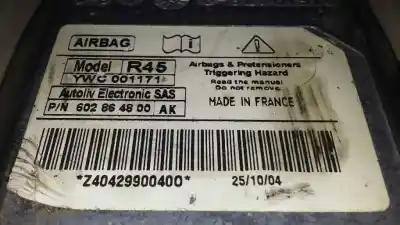 AIRBAG
Model R45
YWC 001171
Airbags & Pretensioners
Triggering Hazard
Read the manual
Do not remove
Autoliv Electronic SAS
P/N 602 86 48 00 AK
MADE IN FRANCE
*Z40429900400*
25/10/04